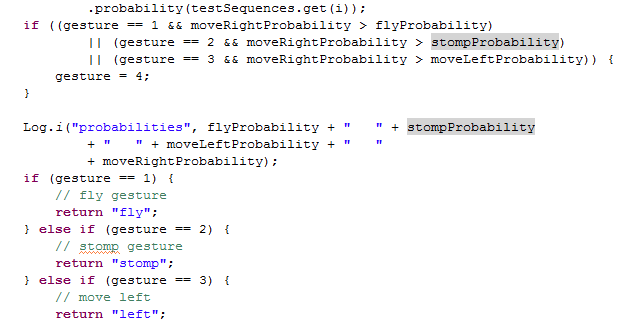 .probability(testSequences.get(i));
if ((gesture == 1 && moveRightProbability > flyProbability)
|| (gesture == 2 && moveRightProbability > stompProbability)
|| (gesture == 3 && moveRightProbability > moveLeftProbability)) {
gesture = 4;
}
Log.i("probabilities", flyProbability + "   " + stompProbability
+ "   " + moveLeftProbability + "   "
+ moveRightProbability);
if (gesture == 1) {
// fly gesture
return "fly";
} else if (gesture == 2) {
// stomp gesture
return "stomp";
} else if (gesture == 3) {
// move left
return "left";